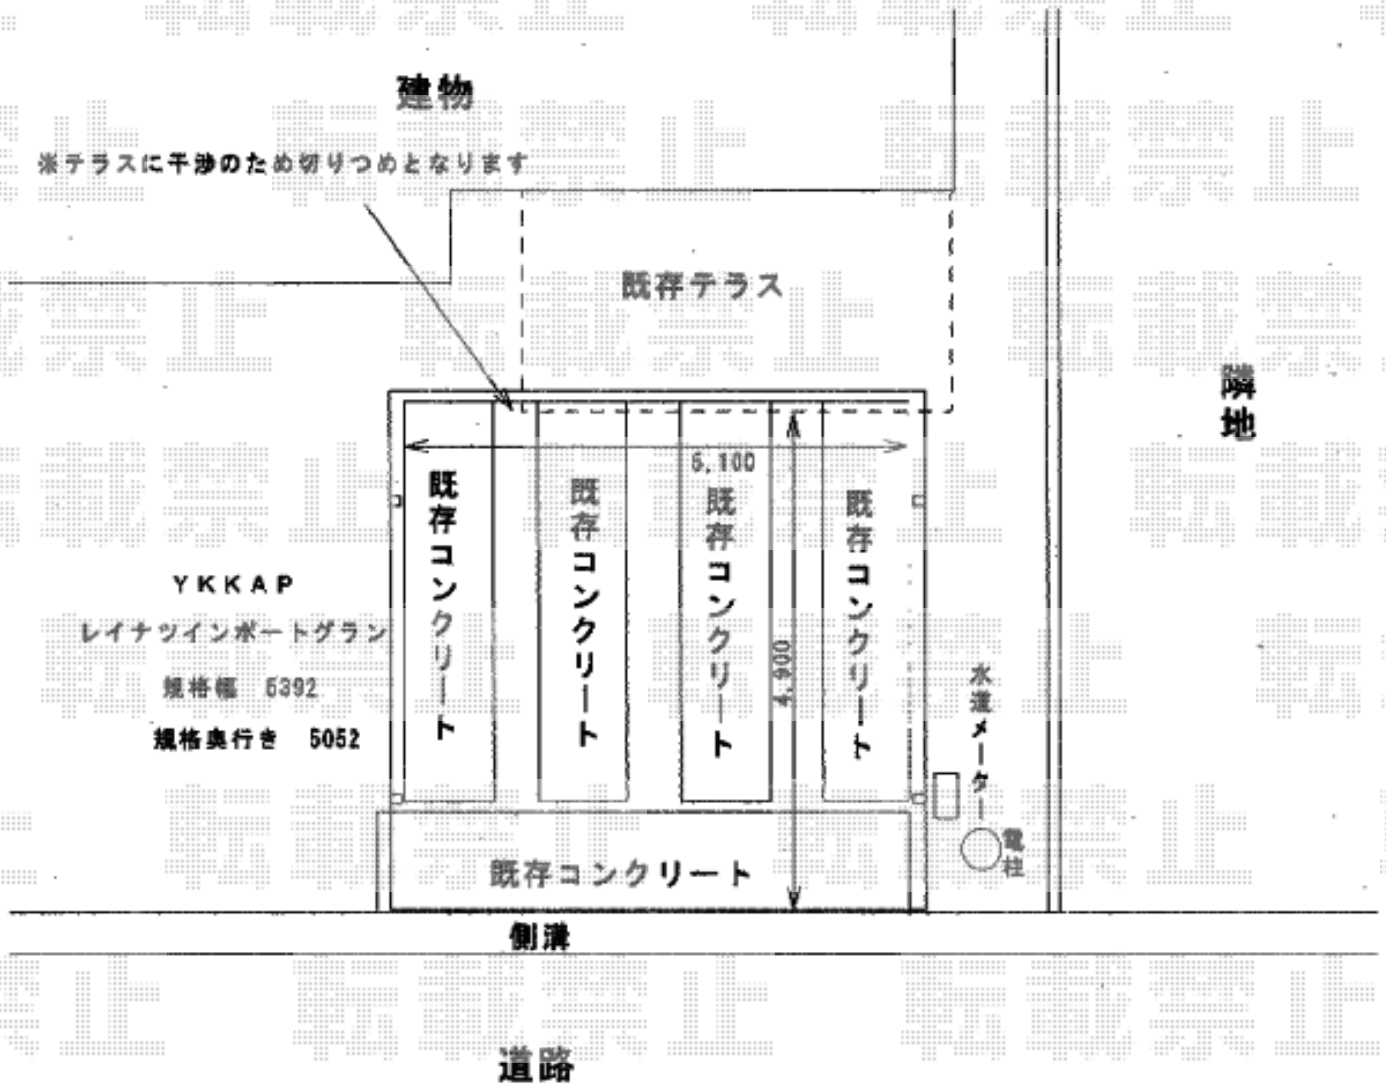 建物
※テラスに干渉のため切りつめとなります
既存テラス
隣地
5,100
既存コンクリート
既存コンクリート
既存コンクリート
既存コンクリート
4,900
YKKAP
レイナツインポートグラン
規格幅 5392
規格奥行き 5052
水道メーター
電柱
既存コンクリート
側溝
道路
転載禁止